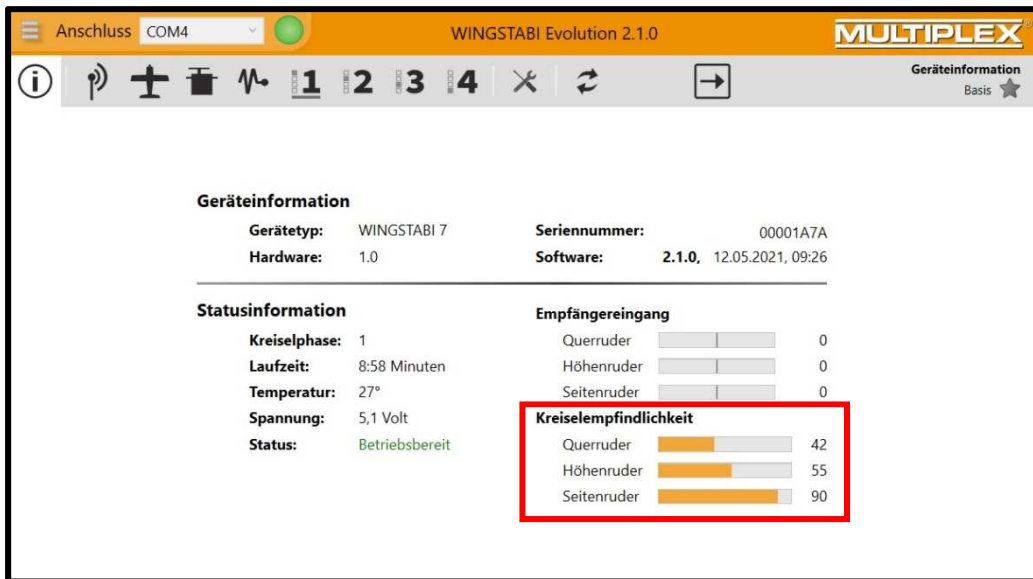 Anschluss COM4 WINGSTABI Evolution 2.1.0 MULTIPLEX®
i 1 2 3 4 Geräteinformation
Basis
Geräteinformation
Gerätetyp: WINGSTABI 7 Seriennummer: 00001A7A
Hardware: 1.0 Software: 2.1.0, 12.05.2021, 09:26
Statusinformation Empfängereingang
Kreiselphase: 1 Querruder 0
Laufzeit: 8:58 Minuten Höhenruder 0
Temperatur: 27° Seitenruder 0
Spannung: 5,1 Volt Kreiselempfindlichkeit
Status: Betriebsbereit Querruder 42
Höhenruder 55
Seitenruder 90